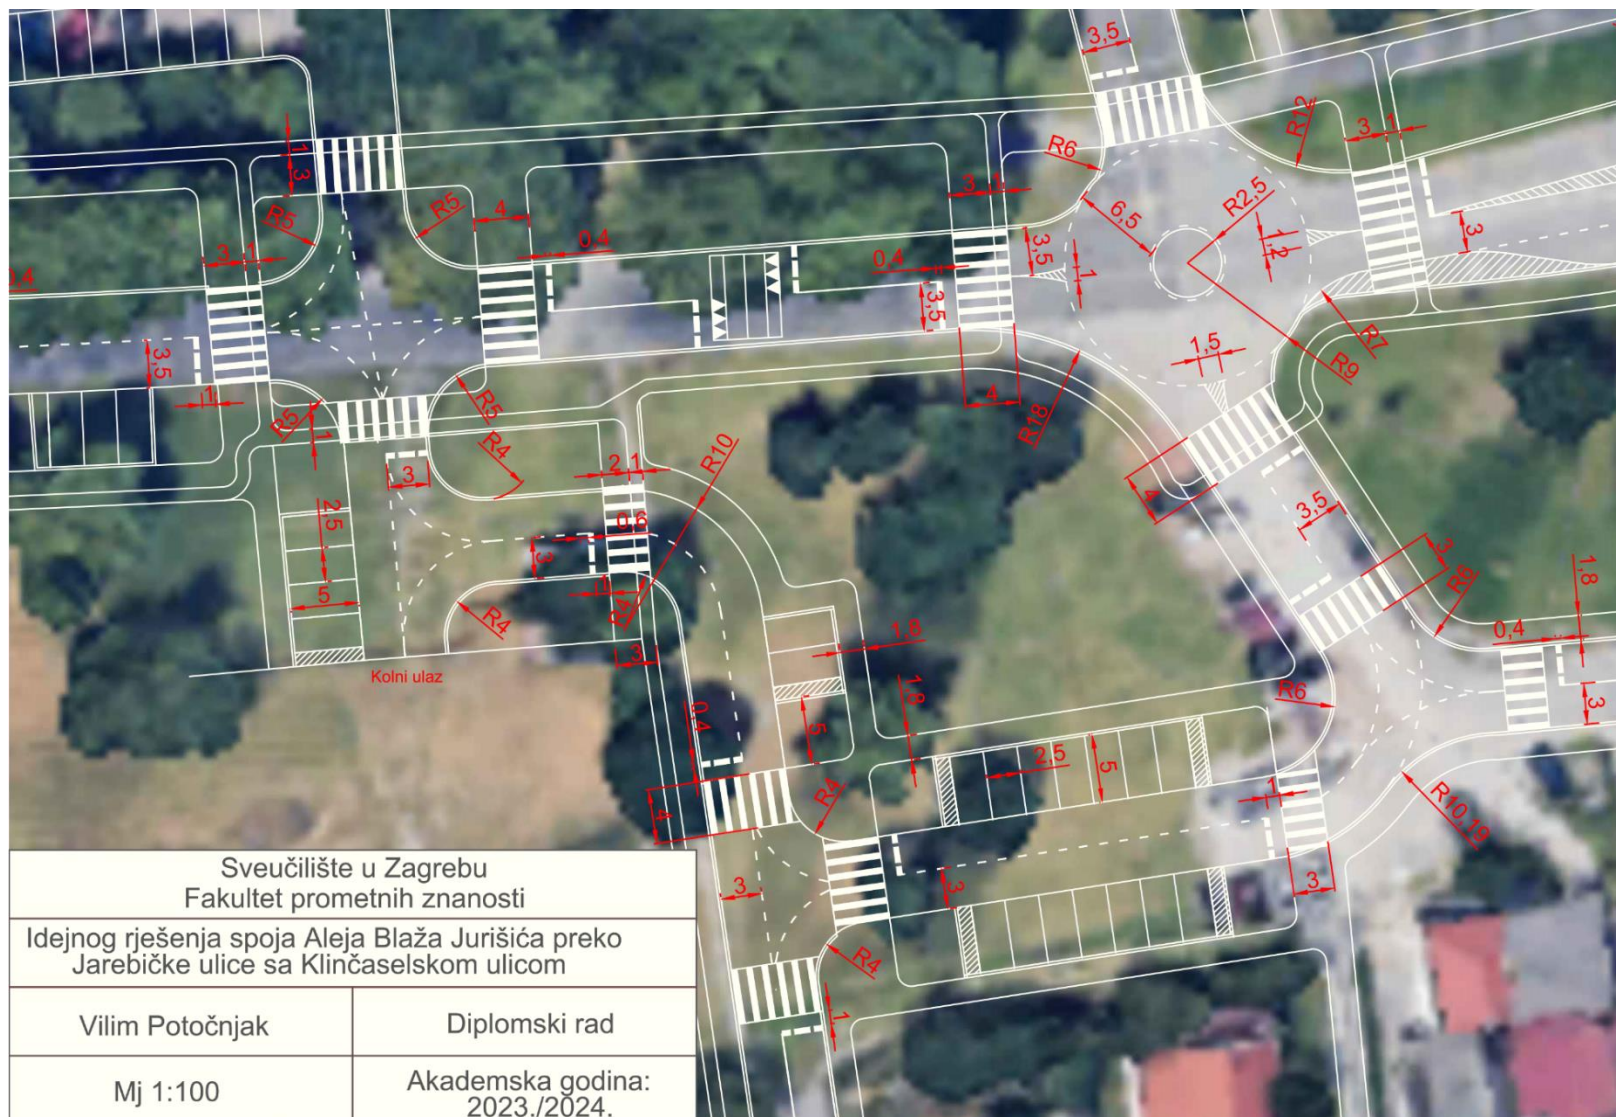 3,5
R12
3
1
1
3
R6
R5
R5
4
3
1
6,5
R2,5
3
1,2
0,4
3,5
1
3
1
0,4
0,4
3,5
3,5
R7
R9
1,5
1
R5
R5
1
R4
3
2
1
R10
R18
4
4
3,5
3
R6
1,8
2,5
0,6
3
5
1
R4
R4
3
Kolni ulaz
0,4
3
1,8
1,8
R6
0,4
5
2,5
5
1
R10,19
4
R4
3
3
3
R4
1
Sveučilište u Zagrebu
Fakultet prometnih znanosti
Idejnog rješenja spoja Aleja Blaža Jurišića preko
Jarebičke ulice sa Klinčaselskom ulicom
Vilim Potočnjak
Diplomski rad
Mj 1:100
Akademska godina:
2023./2024.